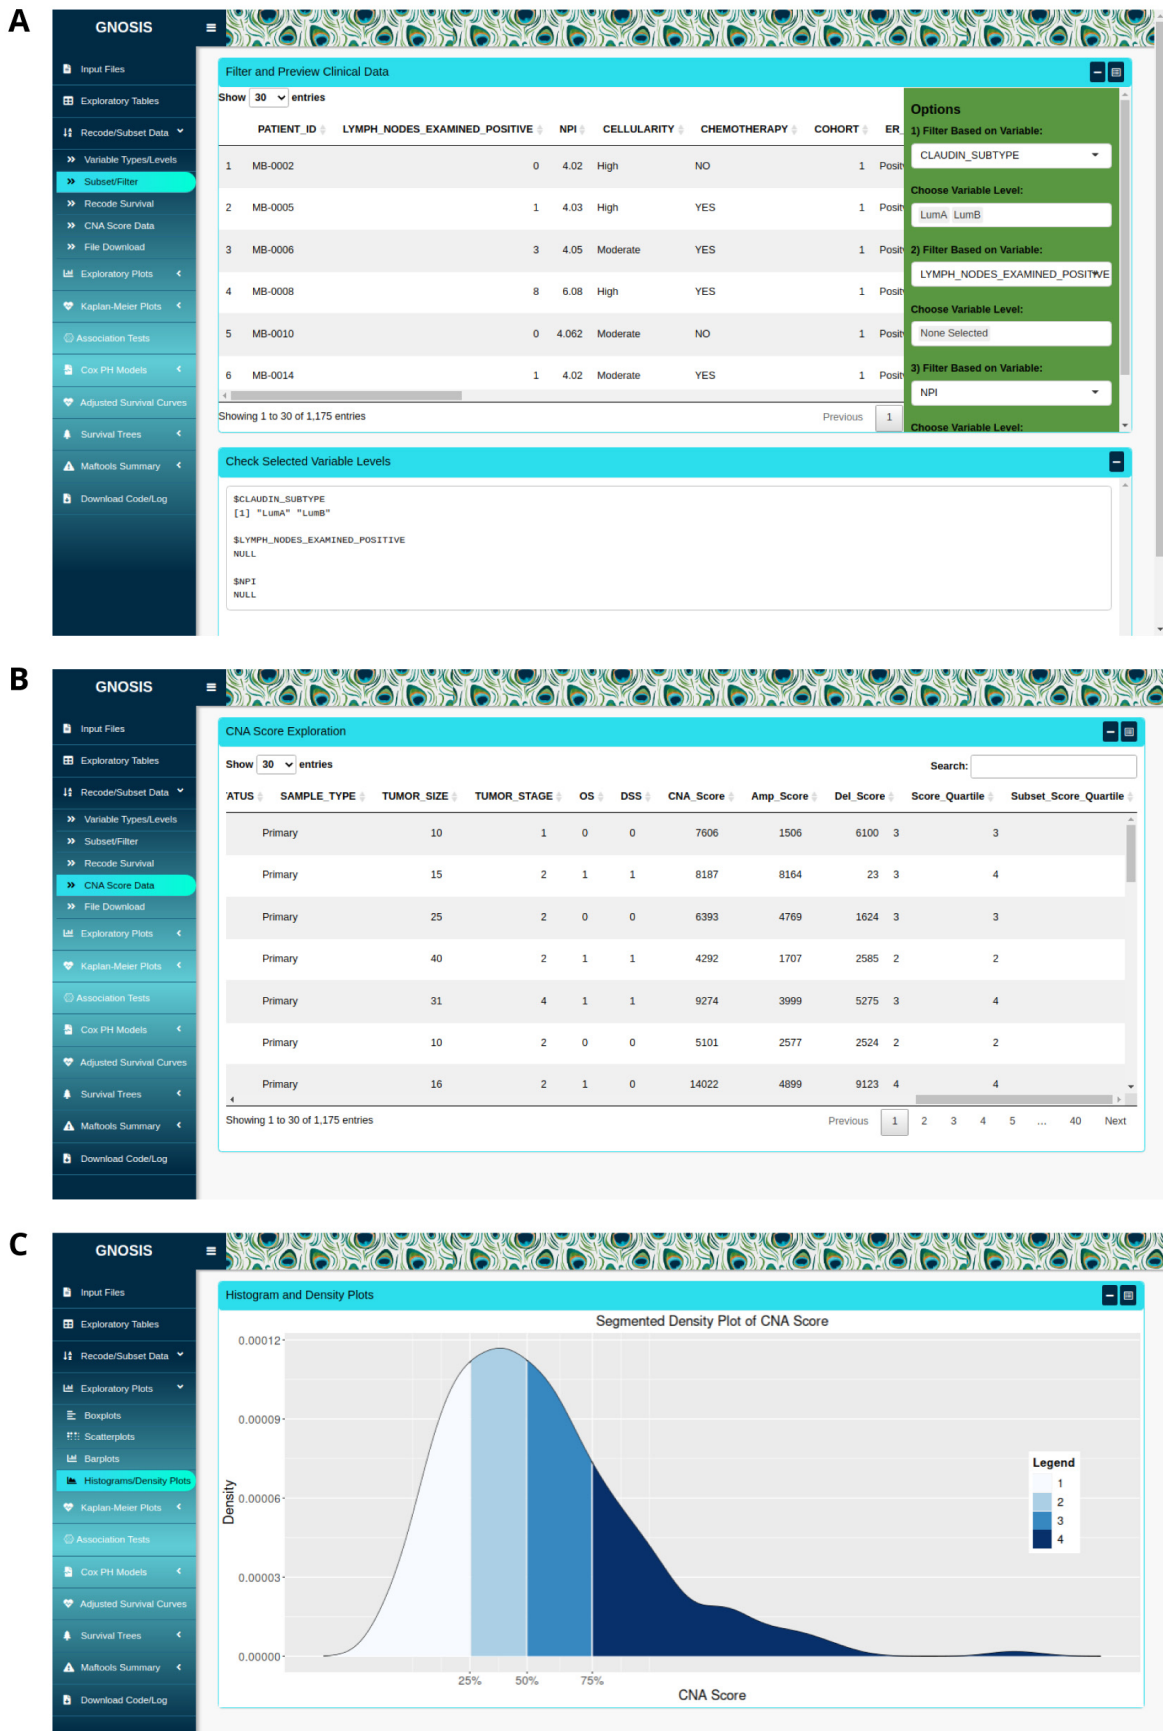 A
GNOSIS
Input Files
Exploratory Tables
Recode/Subset Data
Variable Types/Levels
Subset/Filter
Recode Survival
CNA Score Data
File Download
Exploratory Plots
Kaplan-Meier Plots
Association Tests
Cox PH Models
Adjusted Survival Curves
Survival Trees
Maftools Summary
Download Code/Log
Filter and Preview Clinical Data
Show 30 entries
PATIENT_ID LYMPH_NODES_EXAMINED_POSITIVE NPI CELLULARITY CHEMOTHERAPY COHORT ER_
1 MB-0002 0 4.02 High NO 1 Posit
2 MB-0005 1 4.03 High YES 1 Posit
3 MB-0006 3 4.05 Moderate YES 1 Posit
4 MB-0008 8 6.08 High YES 1 Posit
5 MB-0010 0 4.062 Moderate NO 1 Posit
6 MB-0014 1 4.02 Moderate YES 1 Posit
Showing 1 to 30 of 1,175 entries
Previous 1
Options
1) Filter Based on Variable:
CLAUDIN_SUBTYPE
Choose Variable Level:
LumA LumB
2) Filter Based on Variable:
LYMPH_NODES_EXAMINED_POSITIVE
Choose Variable Level:
None Selected
3) Filter Based on Variable:
NPI
Choose Variable Level:
Check Selected Variable Levels
$CLAUDIN_SUBTYPE
[1] "LumA" "LumB"
$LYMPH_NODES_EXAMINED_POSITIVE
NULL
$NPI
NULL
B
GNOSIS
Input Files
Exploratory Tables
Recode/Subset Data
Variable Types/Levels
Subset/Filter
Recode Survival
CNA Score Data
File Download
Exploratory Plots
Kaplan-Meier Plots
Association Tests
Cox PH Models
Adjusted Survival Curves
Survival Trees
Maftools Summary
Download Code/Log
CNA Score Exploration
Show 30 entries
Search:
ATUS SAMPLE_TYPE TUMOR_SIZE TUMOR_STAGE OS DSS CNA_Score Amp_Score Del_Score Score_Quartile Subset_Score_Quartile
Primary 10 1 0 0 7606 1506 6100 3 3
Primary 15 2 1 1 8187 8164 23 3 4
Primary 25 2 0 0 6393 4769 1624 3 3
Primary 40 2 1 1 4292 1707 2585 2 2
Primary 31 4 1 1 9274 3999 5275 3 4
Primary 10 2 0 0 5101 2577 2524 2 2
Primary 16 2 1 0 14022 4899 9123 4 4
Showing 1 to 30 of 1,175 entries
Previous 1 2 3 4 5 ... 40 Next
C
GNOSIS
Input Files
Exploratory Tables
Recode/Subset Data
Exploratory Plots
Boxplots
Scatterplots
Barplots
Histograms/Density Plots
Kaplan-Meier Plots
Association Tests
Cox PH Models
Adjusted Survival Curves
Survival Trees
Maftools Summary
Download Code/Log
Histogram and Density Plots
Segmented Density Plot of CNA Score
0.00012
0.00009
0.00006
0.00003
0.00000
Density
25% 50% 75%
CNA Score
Legend
1
2
3
4